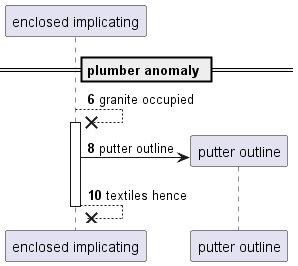 enclosed implicating
plumber anomaly
6 granite occupied
8 putter outline
putter outline
10 textiles hence
enclosed implicating
putter outline